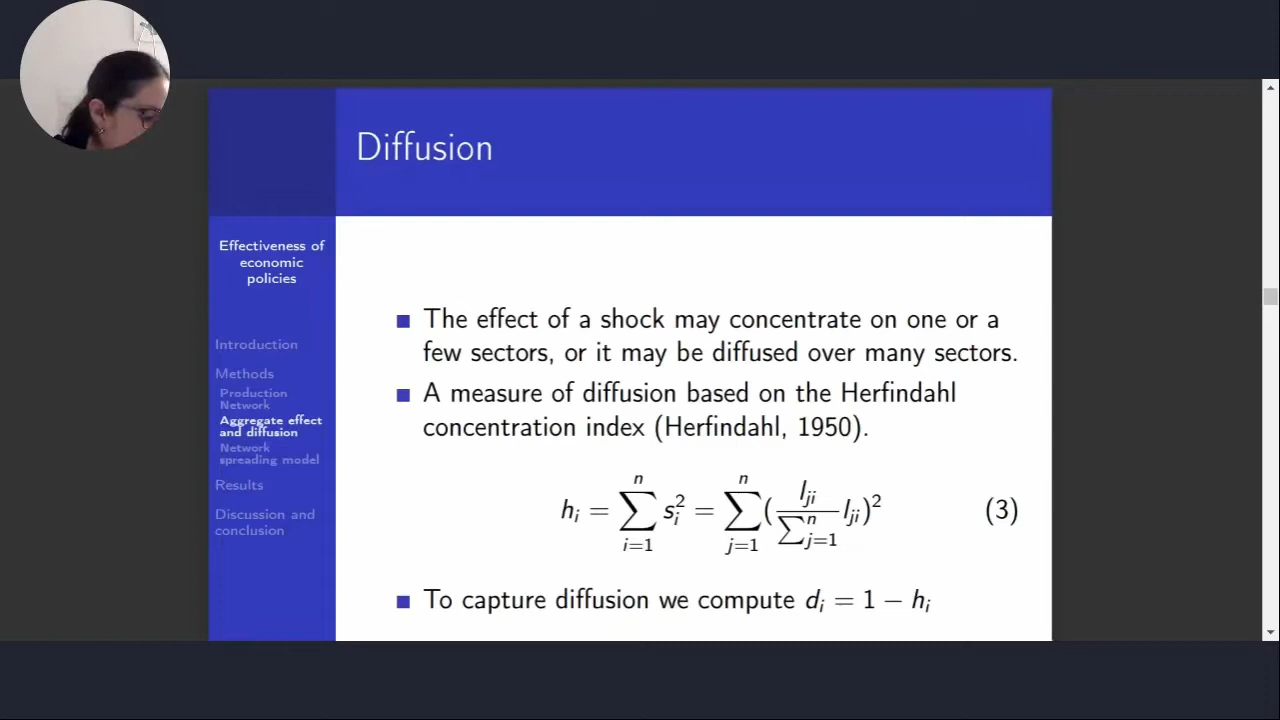 Diffusion
Effectiveness of
economic
policies
Introduction
Methods
Production
Network
Aggregate effect
and diffusion
Network
spreading model
Results
Discussion and
conclusion
■ The effect of a shock may concentrate on one or a
few sectors, or it may be diffused over many sectors.
■ A measure of diffusion based on the Herfindahl
concentration index (Herfindahl, 1950).
h_i = \sum_{i=1}^{n} s_i^2 = \sum_{j=1}^{n} (\frac{l_{ji}}{\sum_{j=1}^{n}} l_{ji})^2 (3)
■ To capture diffusion we compute d_i = 1 − h_i